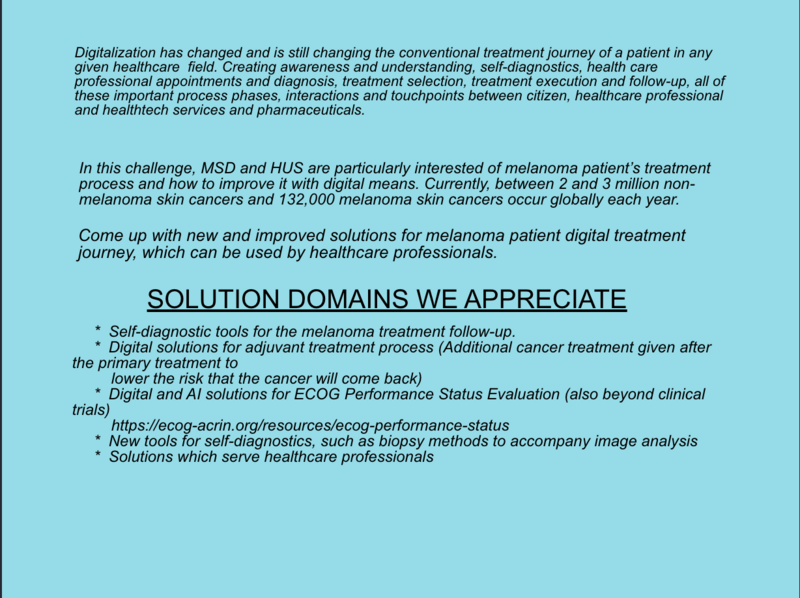 Digitalization has changed and is still changing the conventional treatment journey of a patient in any
given healthcare  field. Creating awareness and understanding, self-diagnostics, health care
professional appointments and diagnosis, treatment selection, treatment execution and follow-up, all of
these important process phases, interactions and touchpoints between citizen, healthcare professional
and healthtech services and pharmaceuticals.
In this challenge, MSD and HUS are particularly interested of melanoma patient's treatment
process and how to improve it with digital means. Currently, between 2 and 3 million non-
melanoma skin cancers and 132,000 melanoma skin cancers occur globally each year.
Come up with new and improved solutions for melanoma patient digital treatment
journey, which can be used by healthcare professionals.
SOLUTION DOMAINS WE APPRECIATE
* Self-diagnostic tools for the melanoma treatment follow-up.
* Digital solutions for adjuvant treatment process (Additional cancer treatment given after
the primary treatment to
lower the risk that the cancer will come back)
* Digital and AI solutions for ECOG Performance Status Evaluation (also beyond clinical
trials)
https://ecog-acrin.org/resources/ecog-performance-status
* New tools for self-diagnostics, such as biopsy methods to accompany image analysis
* Solutions which serve healthcare professionals